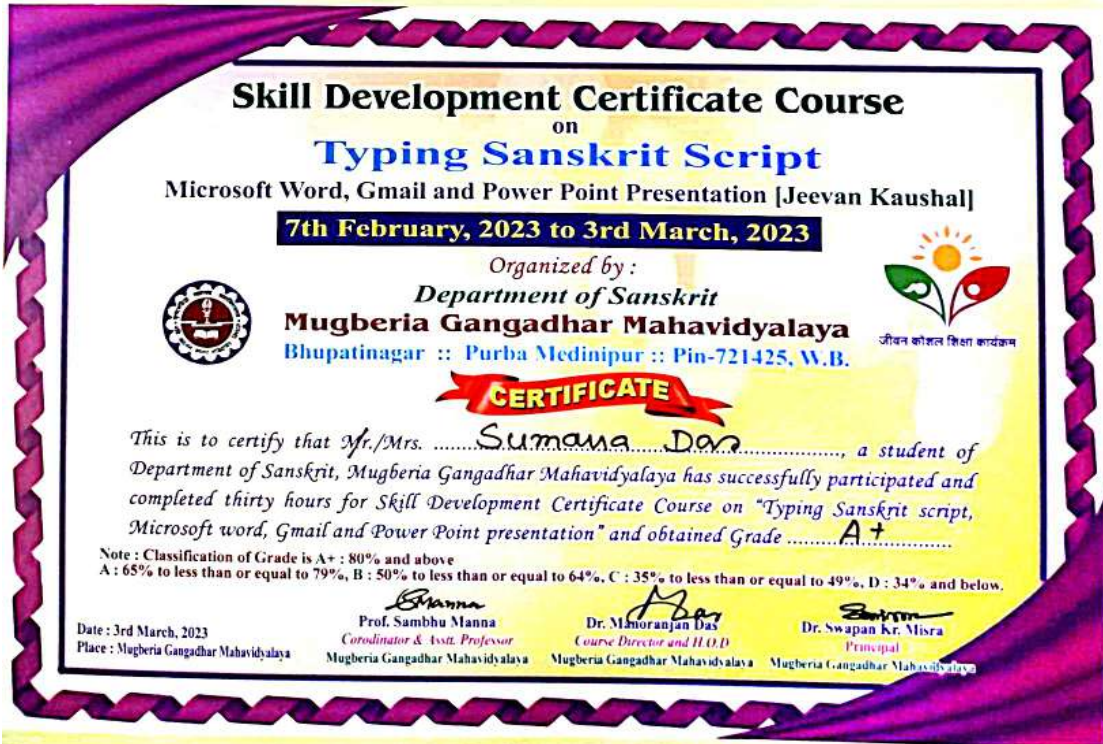 Skill Development Certificate Course
on
Typing Sanskrit Script
Microsoft Word, Gmail and Power Point Presentation [Jeevan Kaushal]
7th February, 2023 to 3rd March, 2023
Organized by :
Department of Sanskrit
Mugberia Gangadhar Mahavidyalaya
Bhupatinagar :: Purba Medinipur :: Pin-721425, W.B.
जीवन कौशल शिक्षा कार्यक्रम
CERTIFICATE
This is to certify that Mr./Mrs. Sumana Das, a student of
Department of Sanskrit, Mugberia Gangadhar Mahavidyalaya has successfully participated and
completed thirty hours for Skill Development Certificate Course on "Typing Sanskrit script,
Microsoft word, Gmail and Power Point presentation" and obtained Grade A+
Note : Classification of Grade is A+ : 80% and above
A : 65% to less than or equal to 79%, B : 50% to less than or equal to 64%, C : 35% to less than or equal to 49%, D : 34% and below.
Date : 3rd March, 2023
Place : Mugberia Gangadhar Mahavidyalaya
SManna
Prof. Sambhu Manna
Corodinator & Asstt. Professor
Mugberia Gangadhar Mahavidyalaya
Dr. Manoranjan Das
Course Director and H.O.D
Mugberia Gangadhar Mahavidyalaya
Dr. Swapan Kr. Misra
Principal
Mugberia Gangadhar Mahavidyalaya